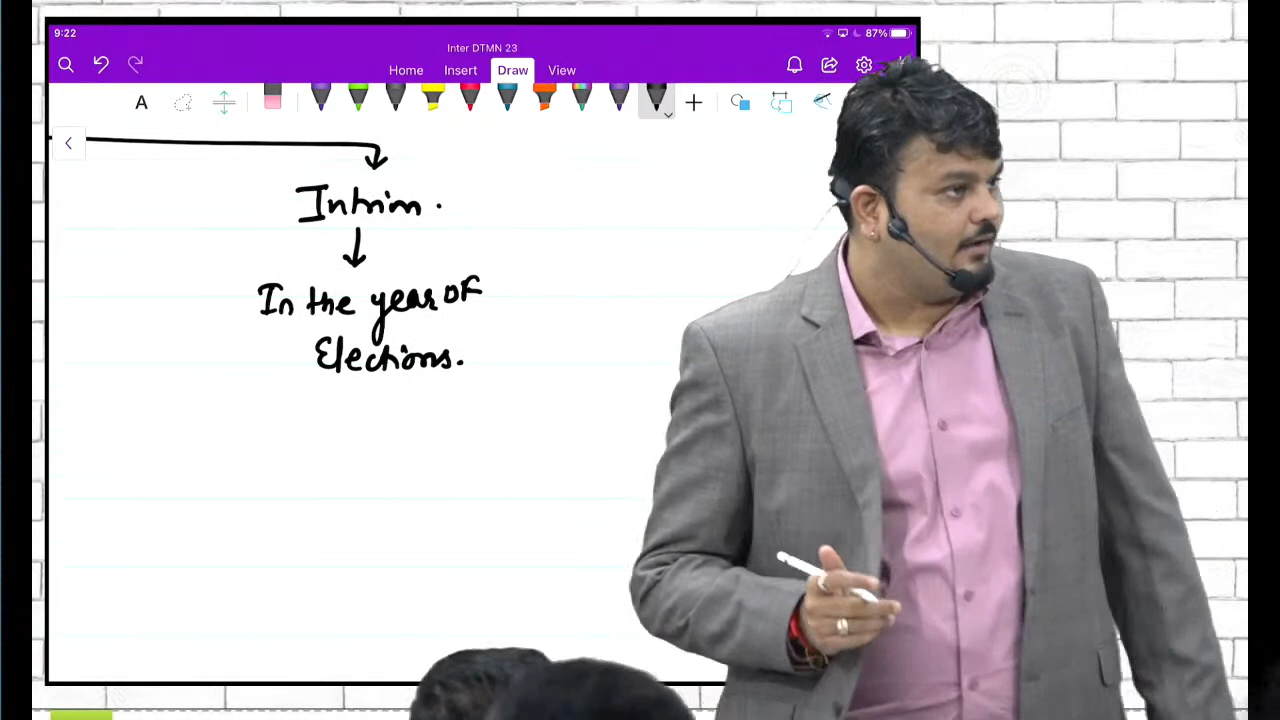 9:22
87%
Inter DTMN 23
Home Insert Draw View
A
Intrim.
In the year of
Elections.